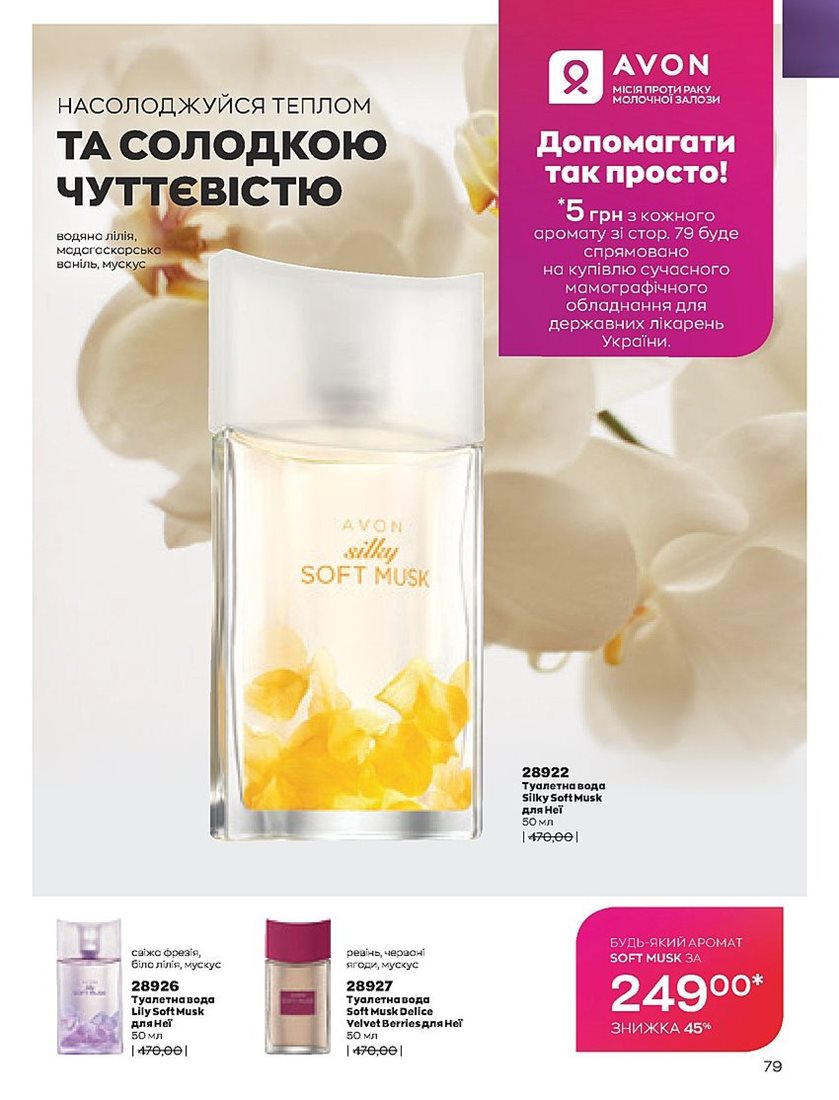 AVON
МІСІЯ ПРОТИ РАКУ
МОЛОЧНОЇ ЗАЛОЗИ
Допомагати
так просто!
*5 грн з кожного
аромату зі стор. 79 буде
спрямовано
на купівлю сучасного
мамографічного
обладнання для
державних лікарень
України.
НАСОЛОДЖУЙСЯ ТЕПЛОМ
ТА СОЛОДКОЮ
ЧУТТЄВІСТЮ
водяна лілія,
мадагаскарська
ваніль, мускус
AVON
silky
SOFT MUSK
28922
Туалетна вода
Silky Soft Musk
для Неї
50 мл
| 470,00 |
lily
SOFT MUSK
свіжа фрезія,
біла лілія, мускус
28926
Туалетна вода
Lily Soft Musk
для Неї
50 мл
| 470,00 |
ревінь, червоні
ягоди, мускус
28927
Туалетна вода
Soft Musk Delice
Velvet Berries для Неї
50 мл
| 470,00 |
БУДЬ-ЯКИЙ АРОМАТ
SOFT MUSK ЗА
249⁰⁰*
ЗНИЖКА 45%
79